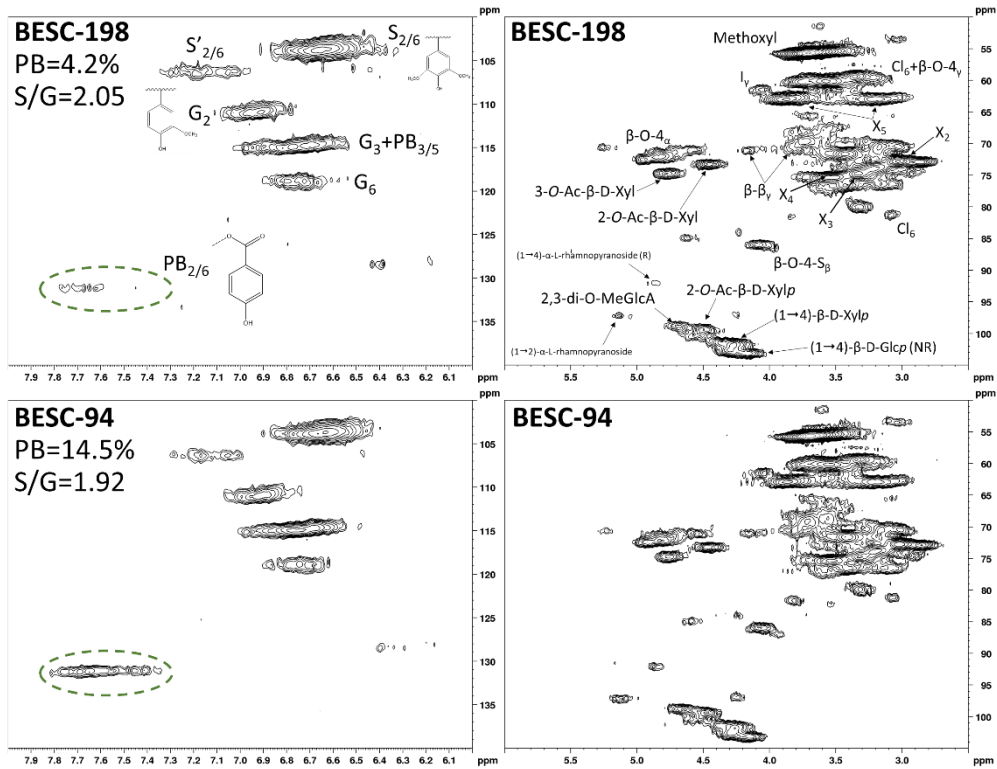 BESC-198
PB=4.2%
S/G=2.05
S'2/6
S2/6
H3CO
OCH3
OH
G2
OCH3
OH
G3+PB3/5
G6
PB2/6
O
O
OH
ppm
105
110
115
120
125
130
135
7.9 7.8 7.7 7.6 7.5 7.4 7.3 7.2 7.1 7.0 6.9 6.8 6.7 6.6 6.5 6.4 6.3 6.2 6.1 ppm
BESC-198
Methoxyl
Cl6+β-O-4γ
Iγ
X5
X2
β-O-4α
3-O-Ac-β-D-Xyl
2-O-Ac-β-D-Xyl
β-βγ
X4
X3
Cl6
β-O-4-Sβ
(1→4)-α-L-rhamnopyranoside (R)
2,3-di-O-MeGlcA
2-O-Ac-β-D-Xylp
(1→4)-β-D-Xylp
(1→2)-α-L-rhamnopyranoside
(1→4)-β-D-Glcp (NR)
ppm
55
60
65
70
75
80
85
90
95
100
5.5 5.0 4.5 4.0 3.5 3.0 ppm
BESC-94
PB=14.5%
S/G=1.92
ppm
105
110
115
120
125
130
135
7.9 7.8 7.7 7.6 7.5 7.4 7.3 7.2 7.1 7.0 6.9 6.8 6.7 6.6 6.5 6.4 6.3 6.2 6.1 ppm
BESC-94
ppm
55
60
65
70
75
80
85
90
95
100
5.5 5.0 4.5 4.0 3.5 3.0 ppm